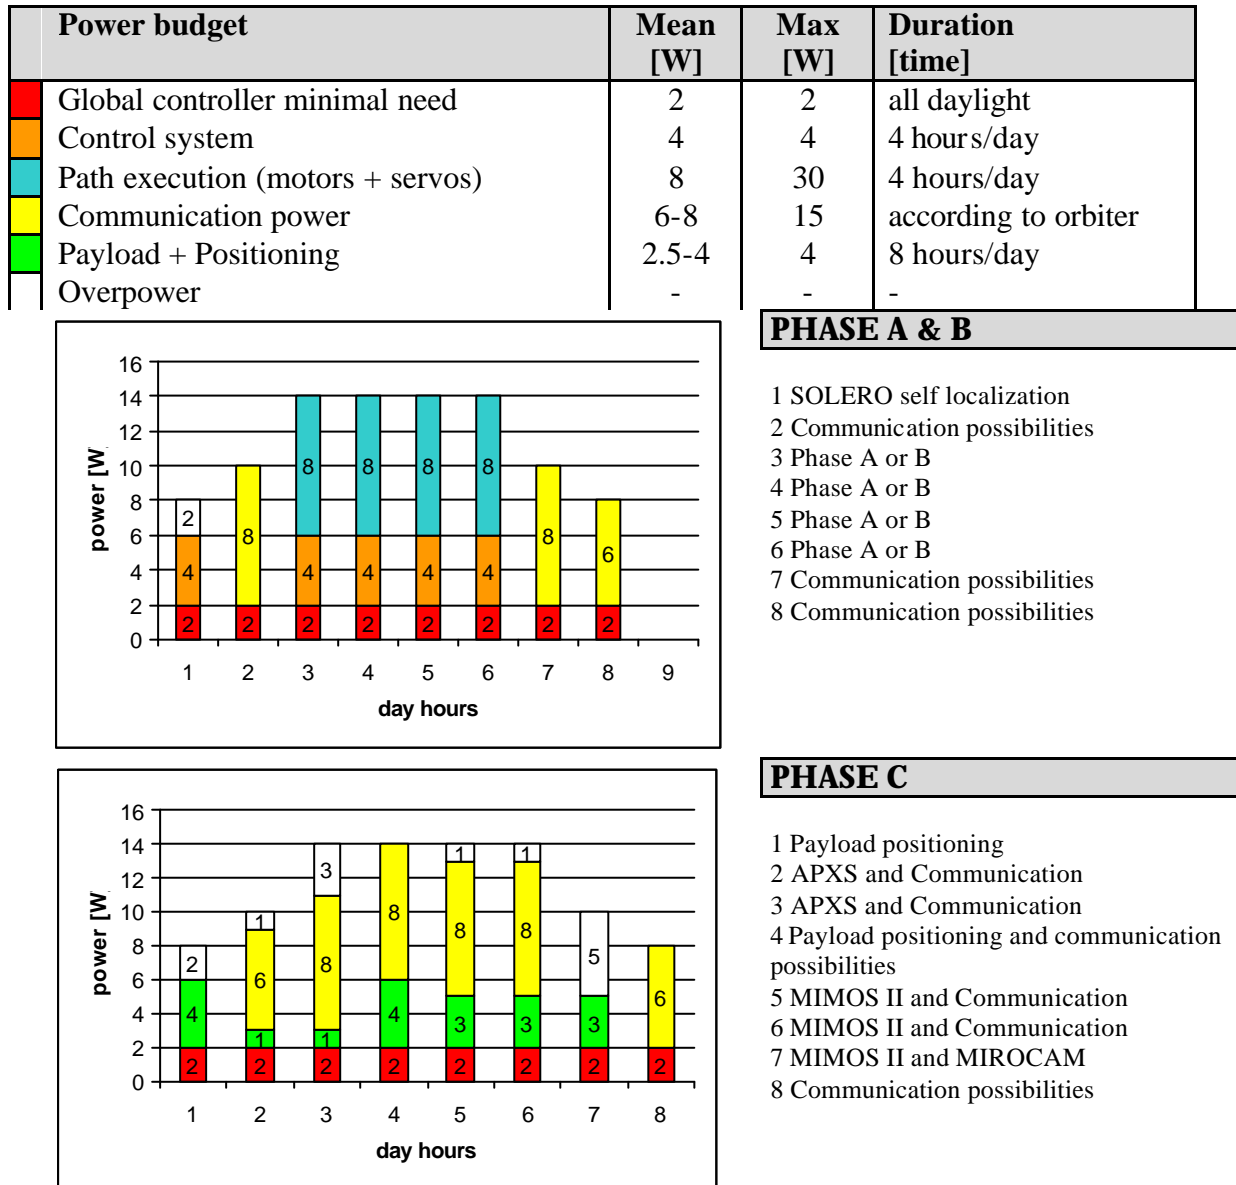 Power budget Mean Max Duration
[W] [W] [time]
Global controller minimal need 2 2 all daylight
Control system 4 4 4 hours/day
Path execution (motors + servos) 8 30 4 hours/day
Communication power 6-8 15 according to orbiter
Payload + Positioning 2.5-4 4 8 hours/day
Overpower - - -
PHASE A & B
1 SOLERO self localization
2 Communication possibilities
3 Phase A or B
4 Phase A or B
5 Phase A or B
6 Phase A or B
7 Communication possibilities
8 Communication possibilities
16
14
12
10
8
6
4
2
0
power [W]
2 8 8 8 8 8 8 6
4 4 4 4 4
2 2 2 2 2 2 2 2
1 2 3 4 5 6 7 8 9
day hours
PHASE C
1 Payload positioning
2 APXS and Communication
3 APXS and Communication
4 Payload positioning and communication
possibilities
5 MIMOS II and Communication
6 MIMOS II and Communication
7 MIMOS II and MIROCAM
8 Communication possibilities
16
14
12
10
8
6
4
2
0
power [W]
2 1 3 1 1 5
6 8 8 8 8 6
4 1 1 4 3 3 3
2 2 2 2 2 2 2 2
1 2 3 4 5 6 7 8
day hours